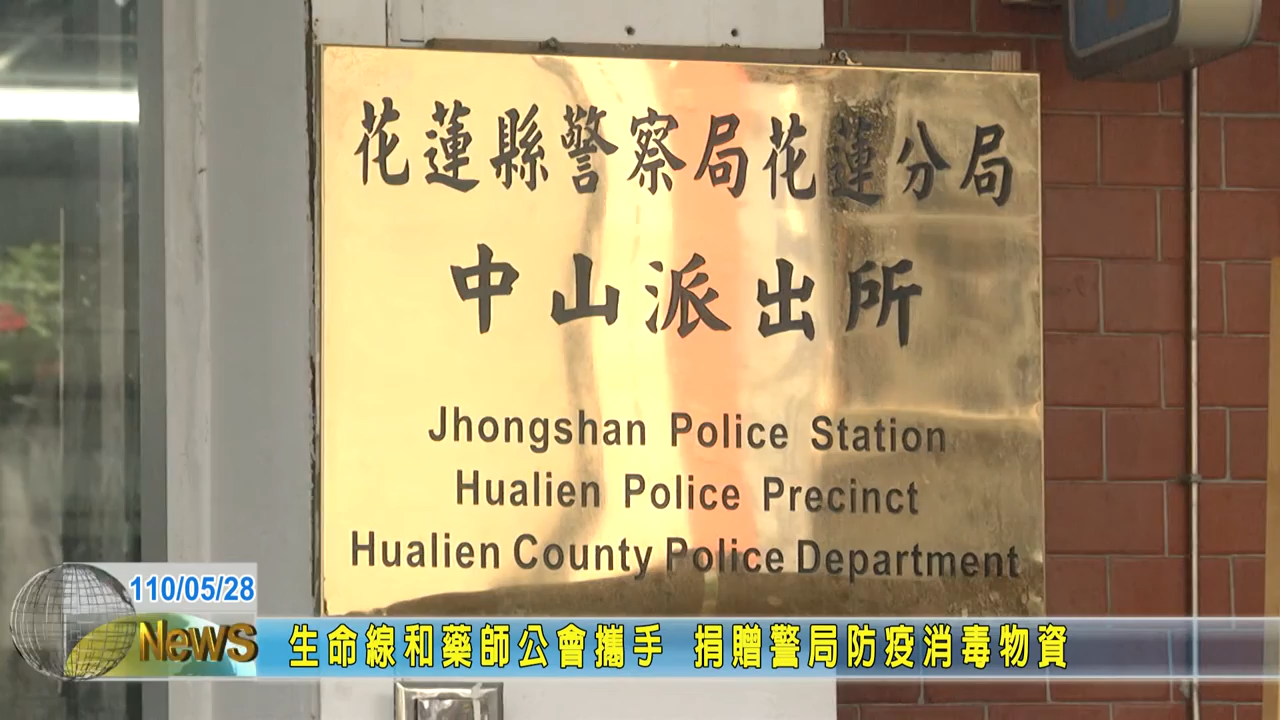 花蓮縣警察局花蓮分局
中山派出所
Jhongshan Police Station
Hualien Police Precinct
Hualien County Police Department
110/05/28
NewS
生命線和藥師公會攜手 捐贈警局防疫消毒物資